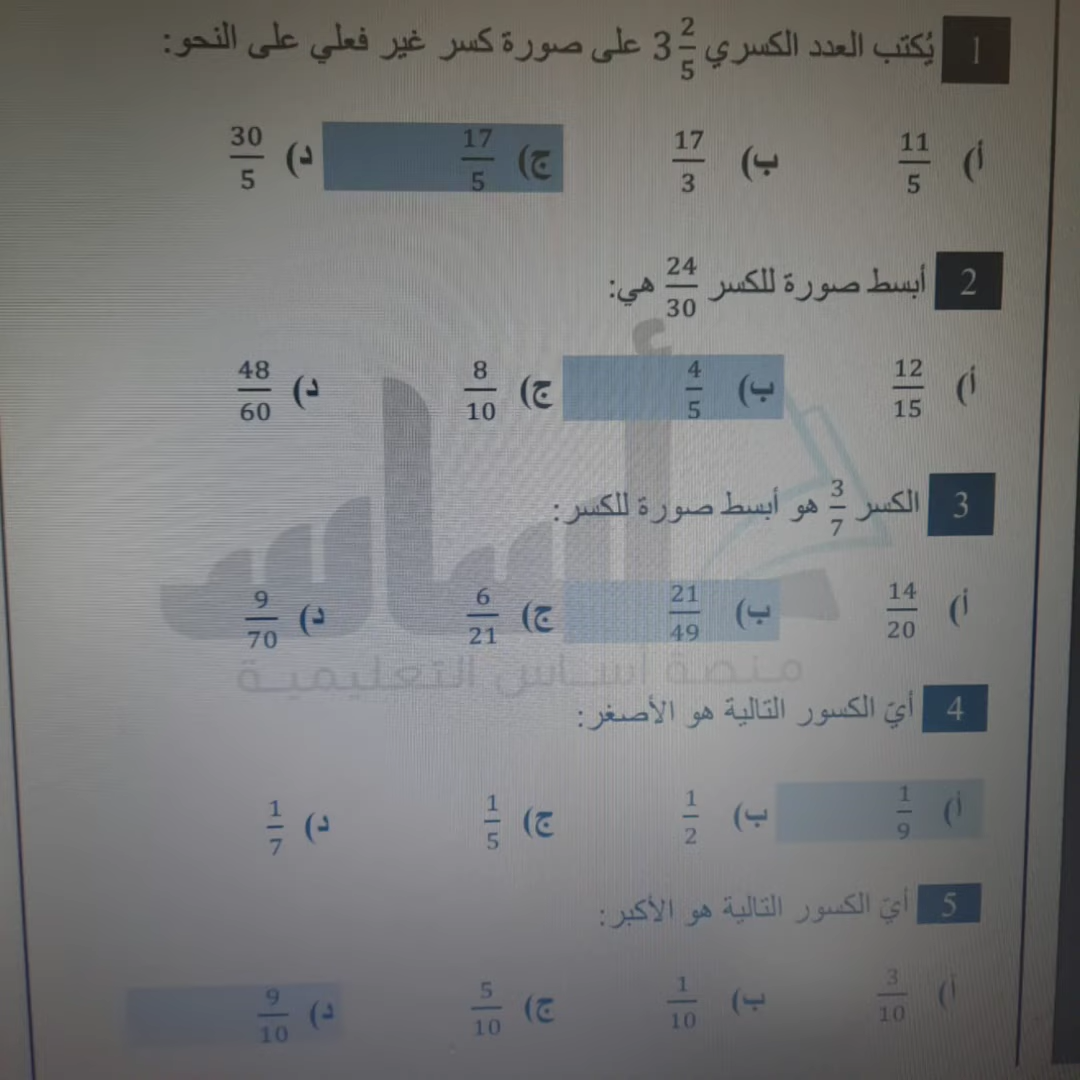 1 يُكتب العدد الكسري 3 2/5 على صورة كسر غير فعلي على النحو:
أ) 11/5 ب) 17/3 ج) 17/5 د) 30/5
2 أبسط صورة للكسر 24/30 هي:
أ) 12/15 ب) 4/5 ج) 8/10 د) 48/60
3 الكسر 3/7 هو أبسط صورة للكسر:
أ) 14/20 ب) 21/49 ج) 6/21 د) 9/70
أساس
منصة أساس التعليمية
4 أيّ الكسور التالية هو الأصغر:
أ) 1/9 ب) 1/2 ج) 1/5 د) 1/7
5 أيّ الكسور التالية هو الأكبر:
أ) 3/10 ب) 1/10 ج) 5/10 د) 9/10